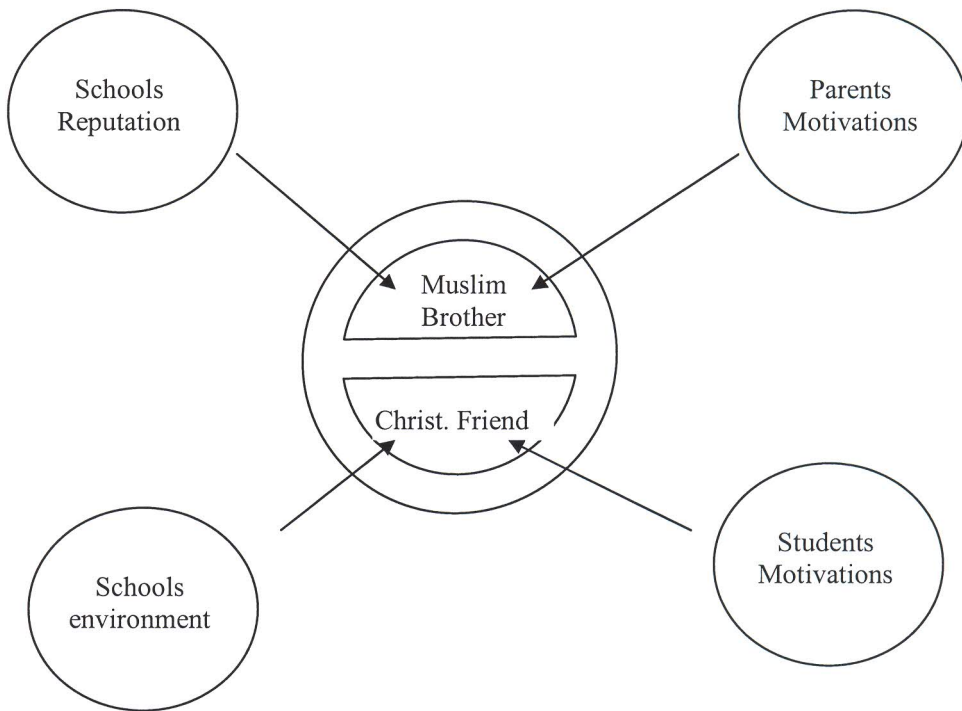 Schools
Reputation
Parents
Motivations
Muslim
Brother
Christ. Friend
Schools
environment
Students
Motivations